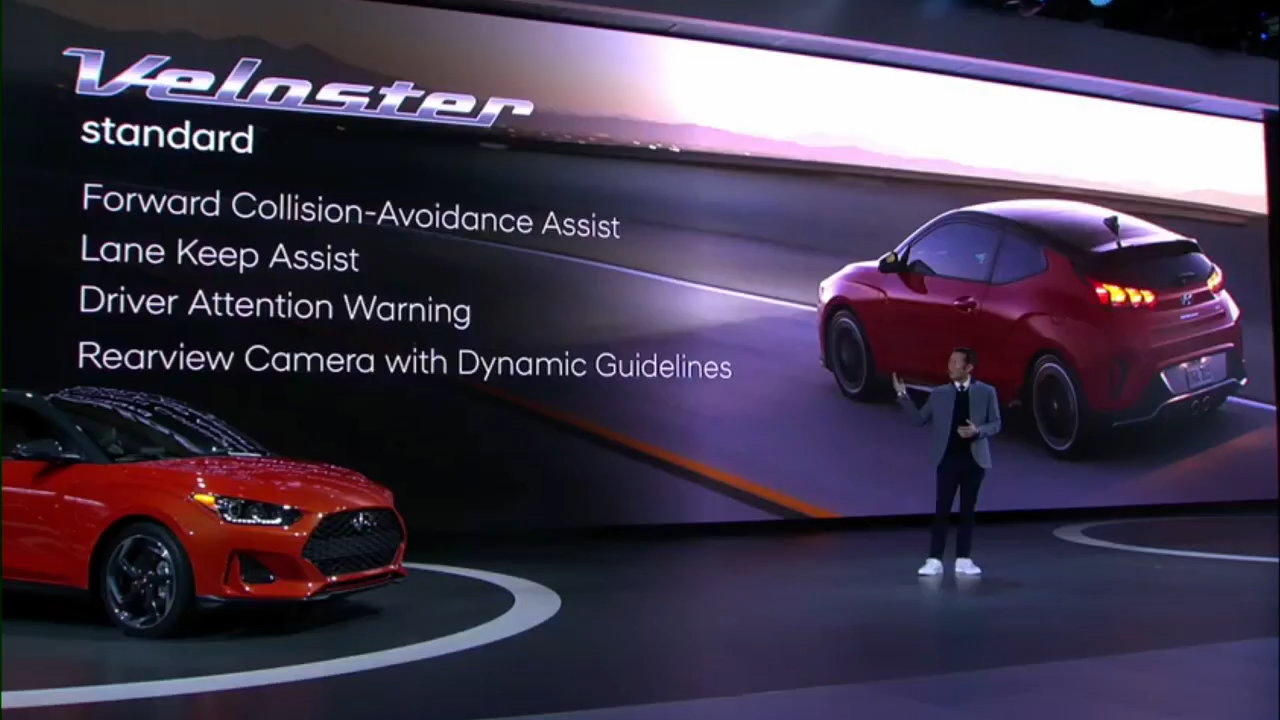 Veloster
standard
Forward Collision-Avoidance Assist
Lane Keep Assist
Driver Attention Warning
Rearview Camera with Dynamic Guidelines